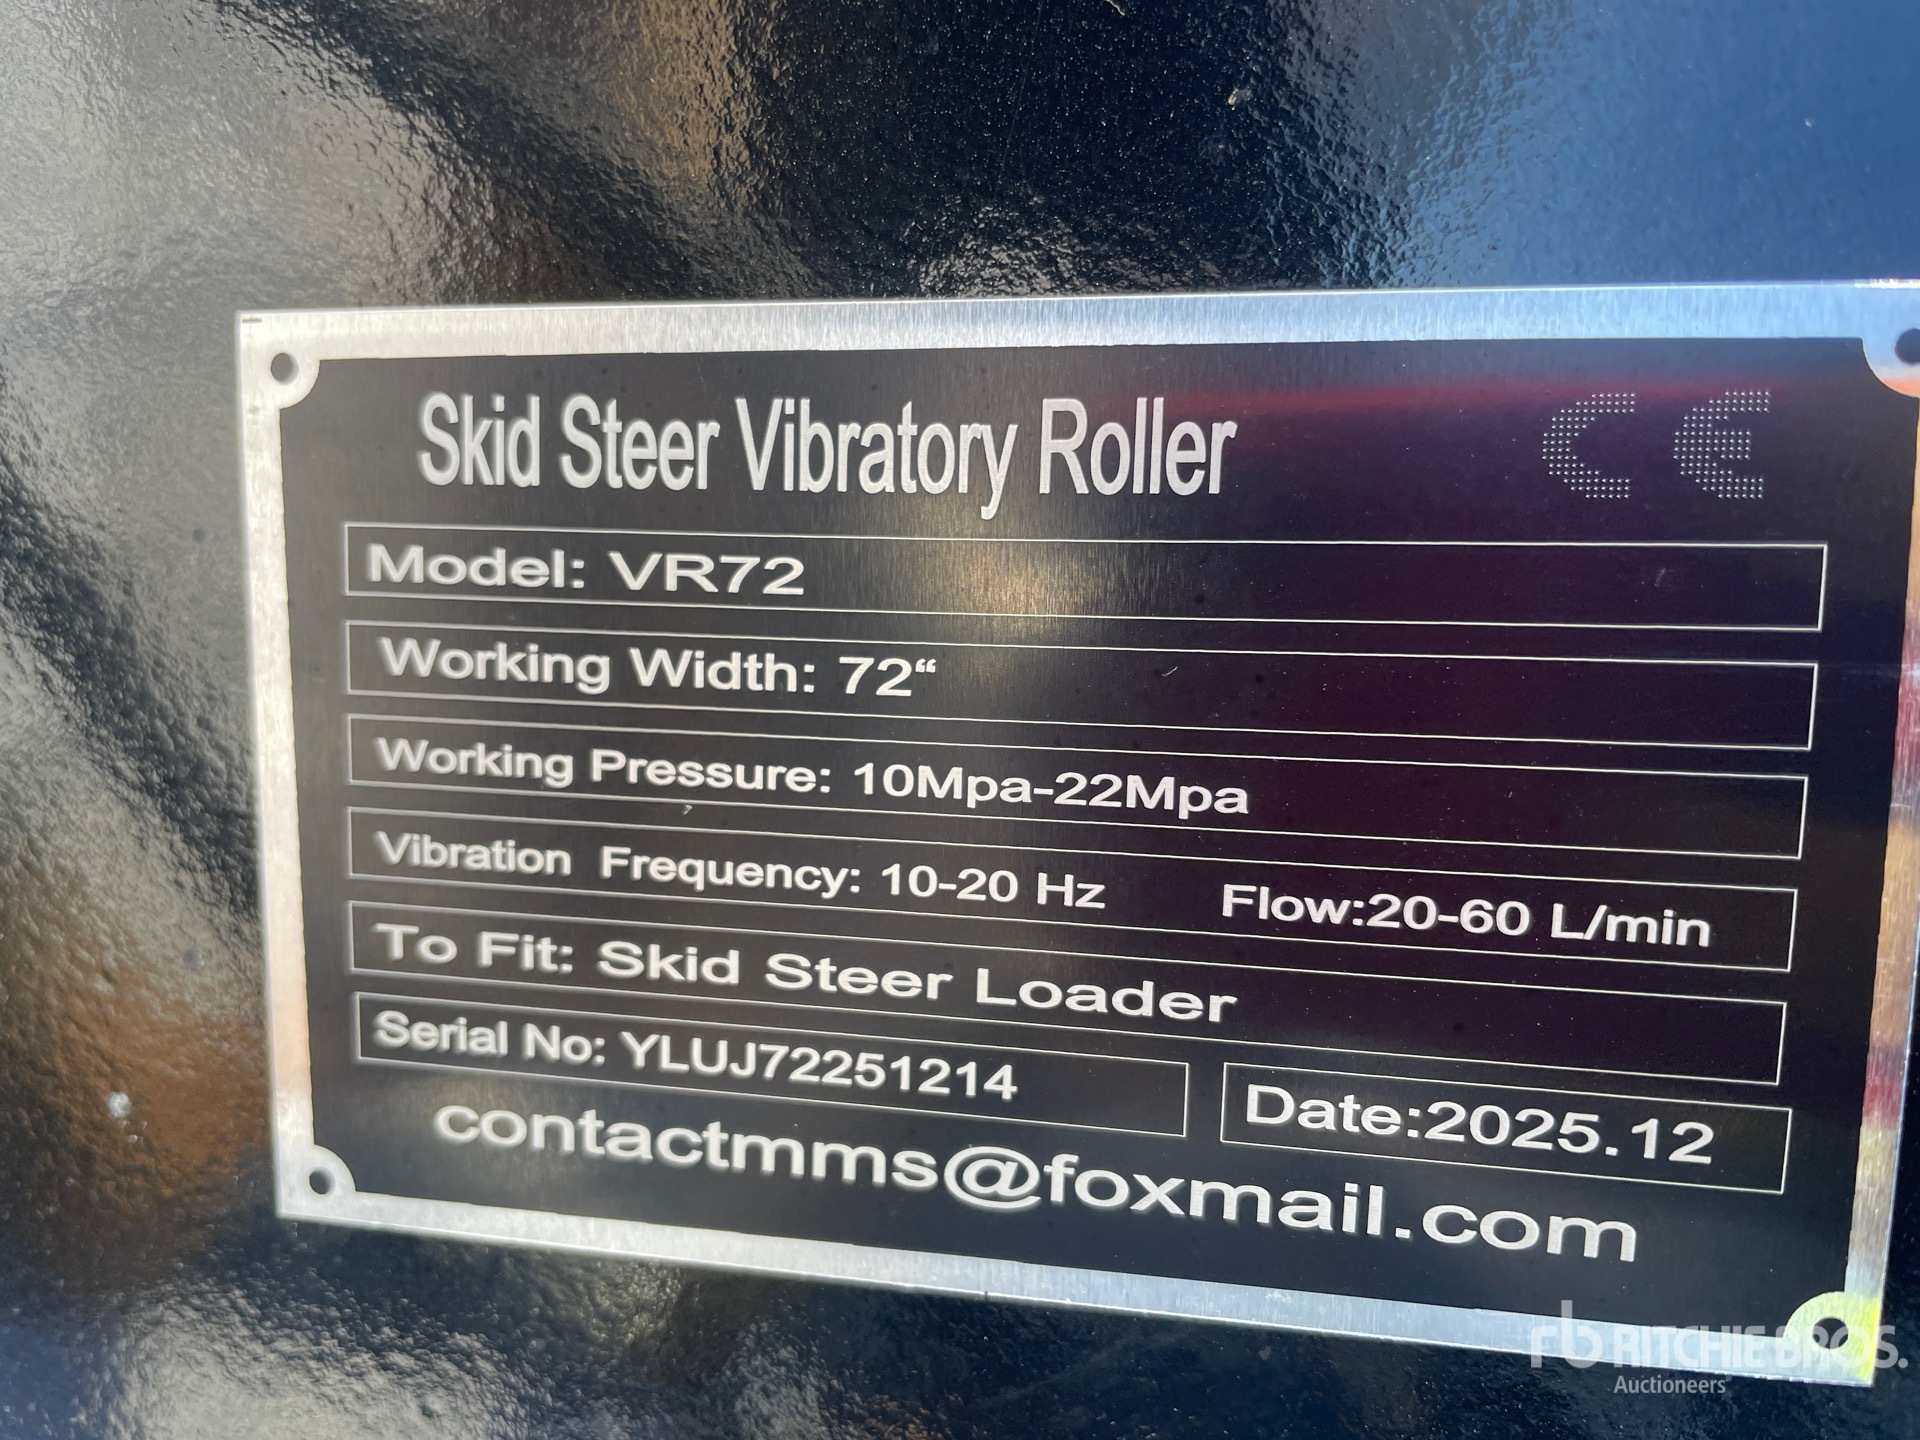 Skid Steer Vibratory Roller CE
Model: VR72
Working Width: 72“
Working Pressure: 10Mpa-22Mpa
Vibration Frequency: 10-20 Hz Flow:20-60 L/min
To Fit: Skid Steer Loader
Serial No: YLUJ72251214 Date:2025.12
contactmms@foxmail.com
rb RITCHIE BROS.
Auctioneers